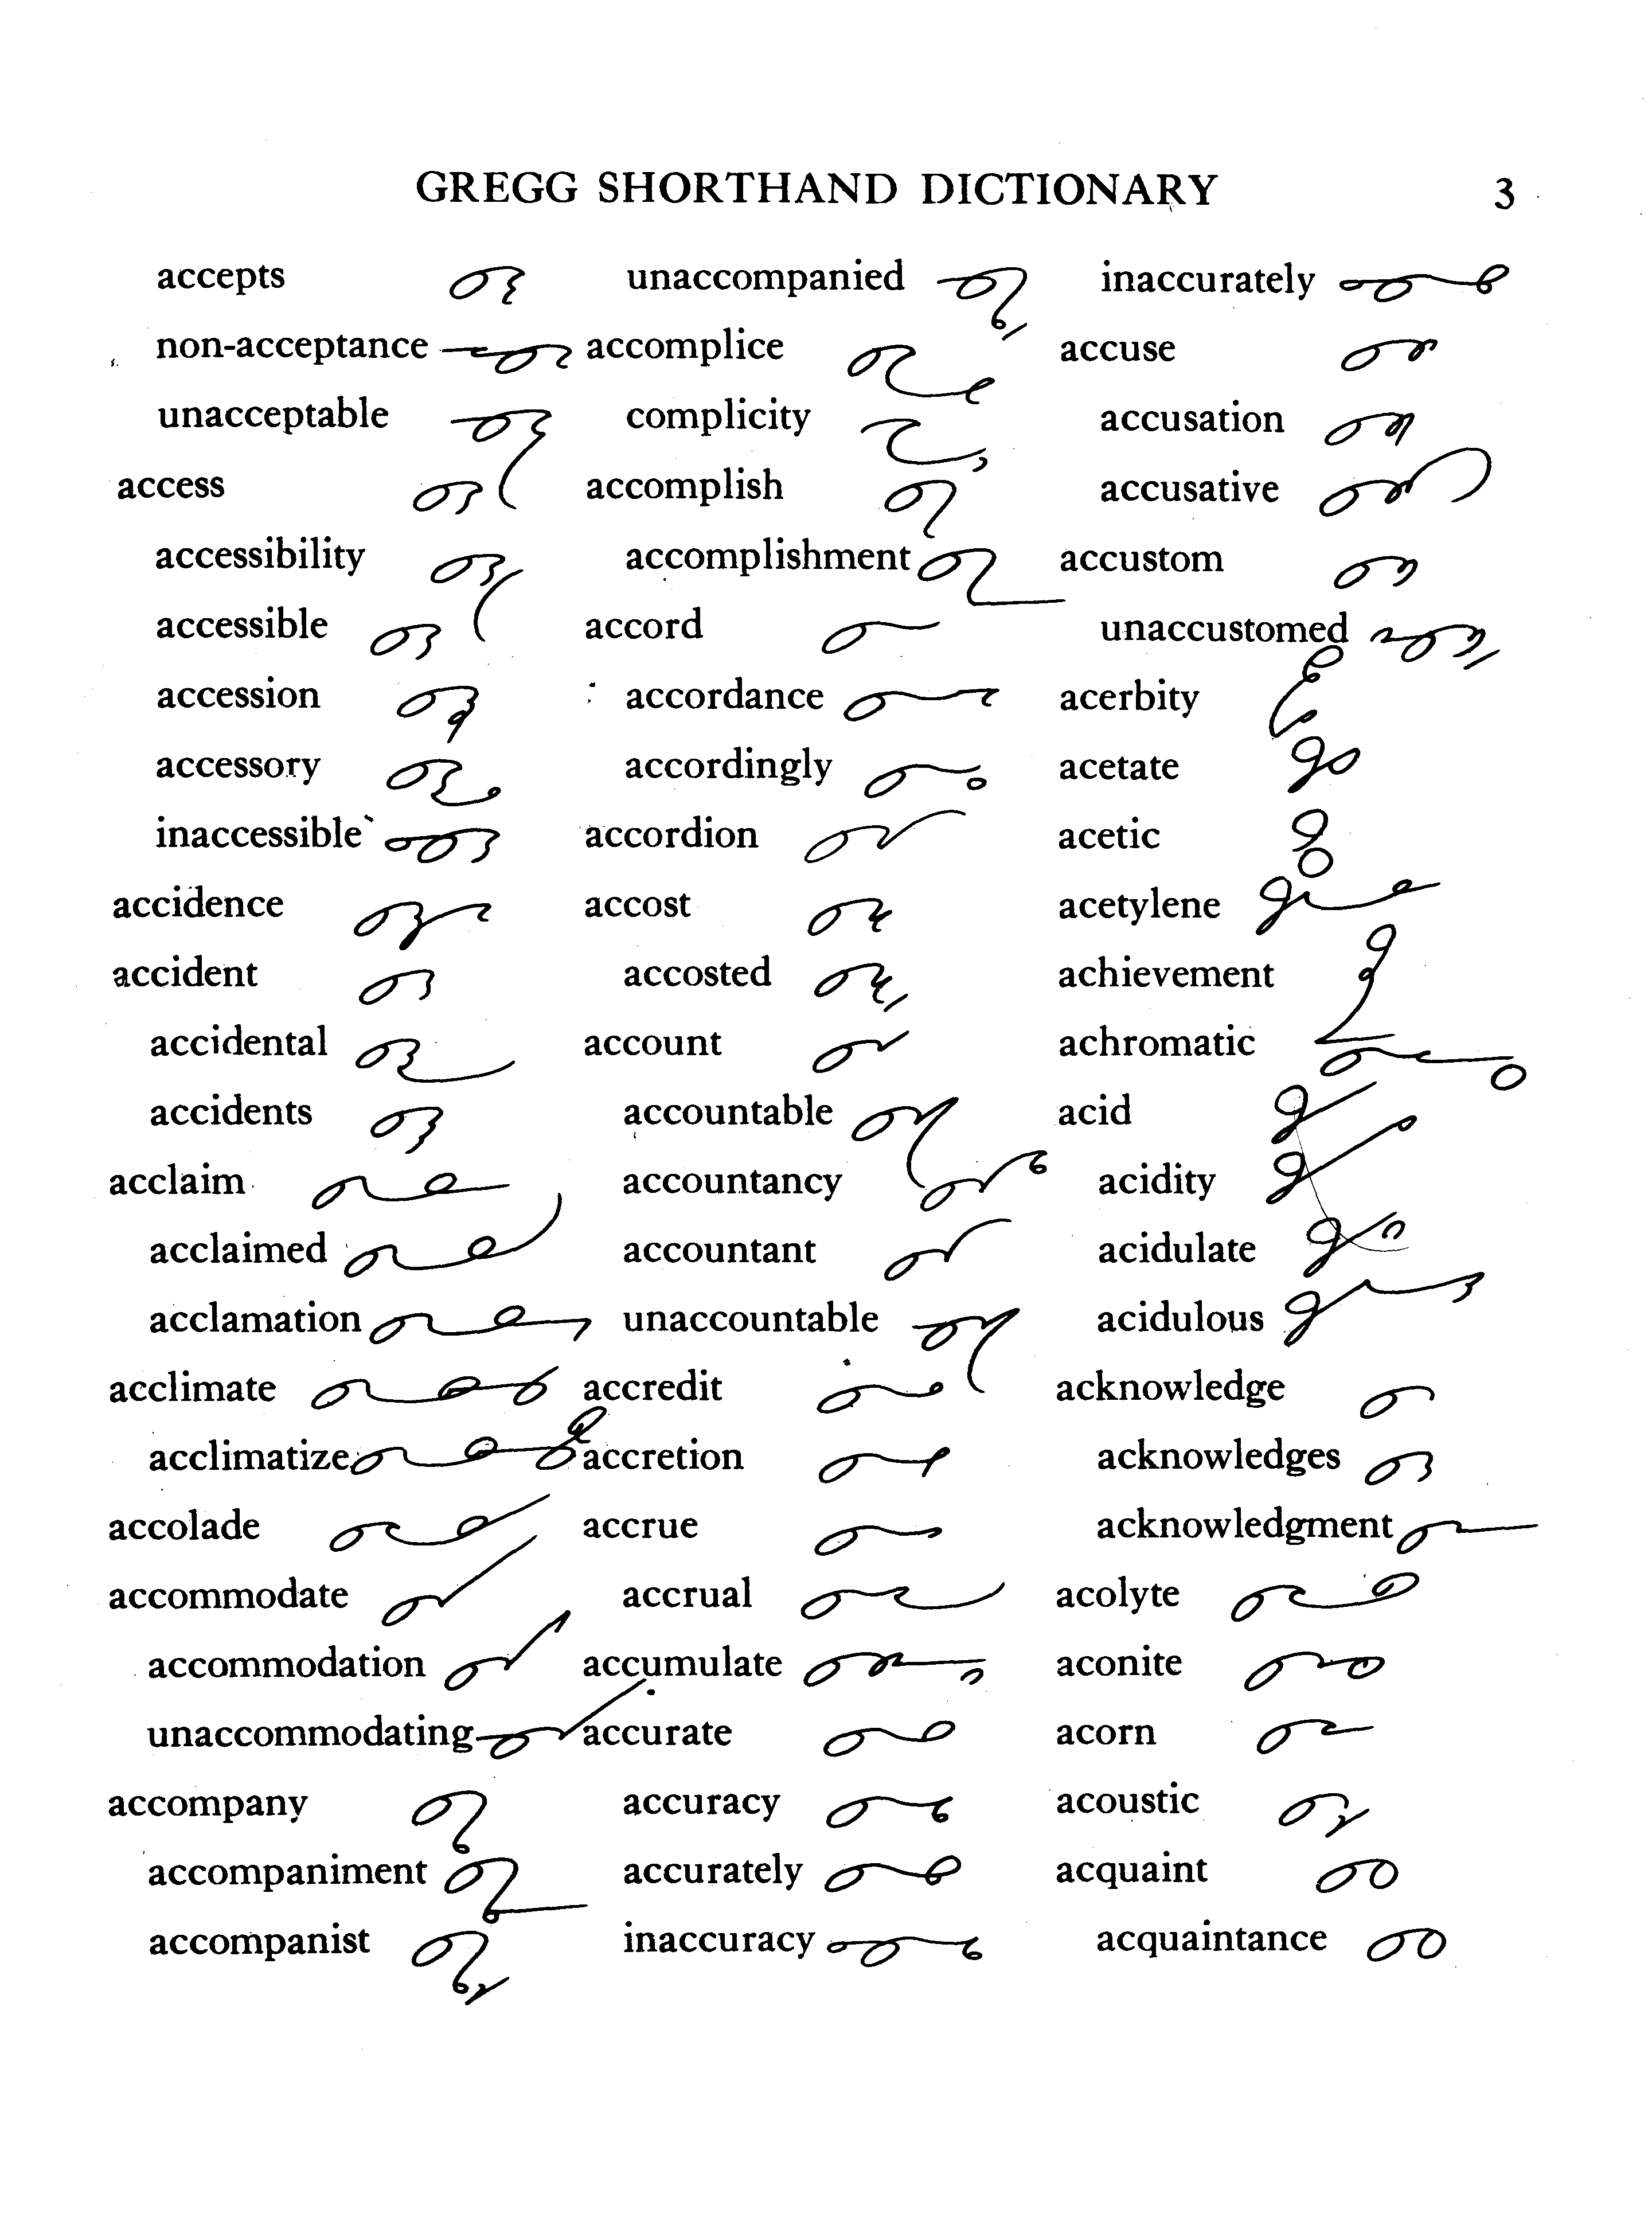 GREGG SHORTHAND DICTIONARY 3
accepts
non-acceptance
unacceptable
access
accessibility
accessible
accession
accessory
inaccessible
accidence
accident
accidental
accidents
acclaim
acclaimed
acclamation
acclimate
acclimatize
accolade
accommodate
accommodation
unaccommodating
accompany
accompaniment
accompanist
unaccompanied
accomplice
complicity
accomplish
accomplishment
accord
accordance
accordingly
accordion
accost
accosted
account
accountable
accountancy
accountant
unaccountable
accredit
accretion
accrue
accrual
accumulate
accurate
accuracy
accurately
inaccuracy
inaccurately
accuse
accusation
accusative
accustom
unaccustomed
acerbity
acetate
acetic
acetylene
achievement
achromatic
acid
acidity
acidulate
acidulous
acknowledge
acknowledges
acknowledgment
acolyte
aconite
acorn
acoustic
acquaint
acquaintance